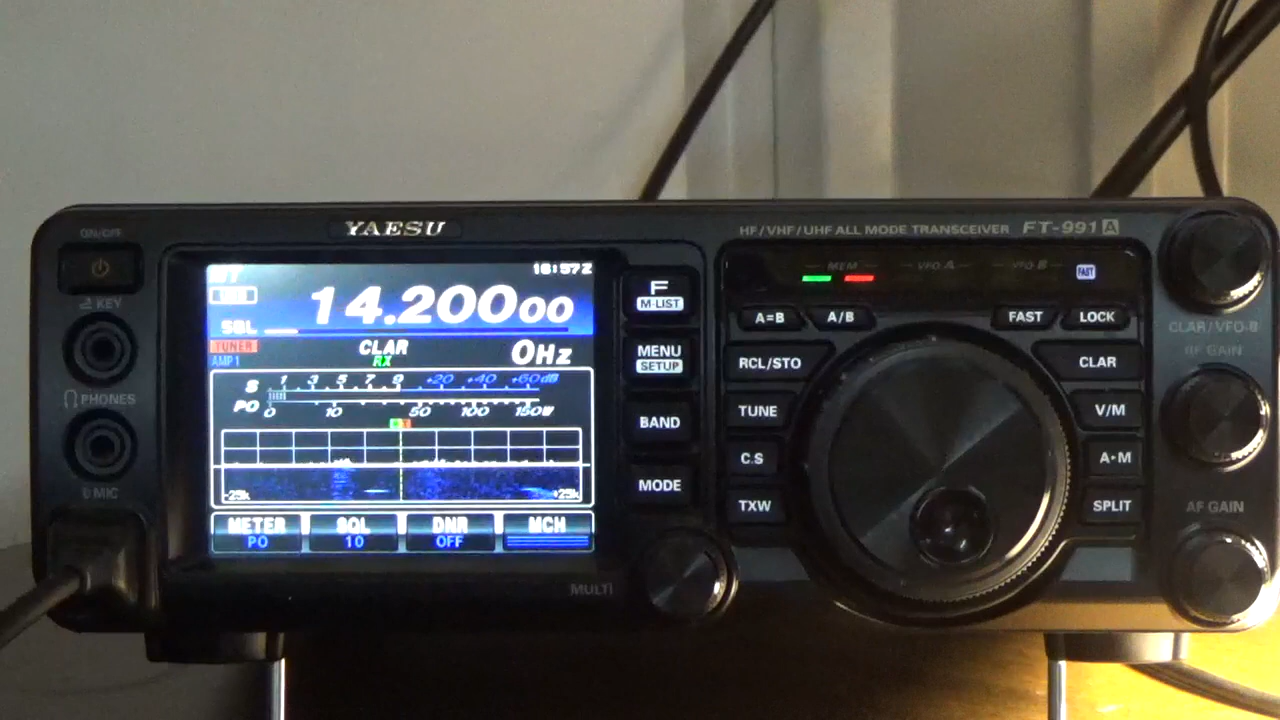 YAESU
HF/VHF/UHF ALL MODE TRANSCEIVER FT-991A
ON/OFF
KEY
PHONES
MIC
16:57Z
14.20000
TUNER
AMP1
CLAR
RX
0Hz
S 1 3 5 7 9 +20 +40 +60dB
PO 0 10 50 100 150W
-25k
+25k
METER
PO
SQL
10
DNR
OFF
MCH
MULTI
F
M-LIST
MENU
SETUP
BAND
MODE
MEM
VFO-A
VFO-B
FAST
A=B
A/B
FAST
LOCK
RCL/STO
CLAR
TUNE
V/M
C.S
A▸M
TXW
SPLIT
CLAR/VFO-B
RF GAIN
AF GAIN